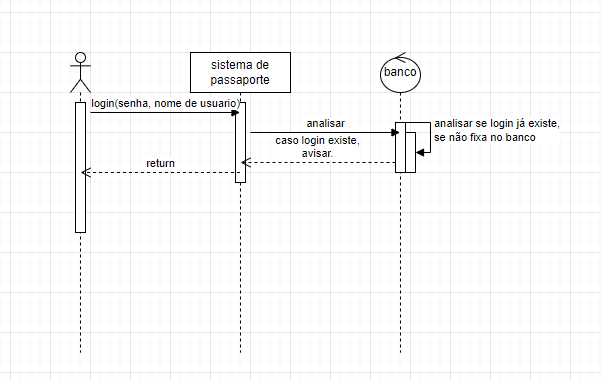 sistema de
passaporte
banco
login(senha, nome de usuario)
analisar
analisar se login já existe,
se não fixa no banco
caso login existe,
avisar.
return